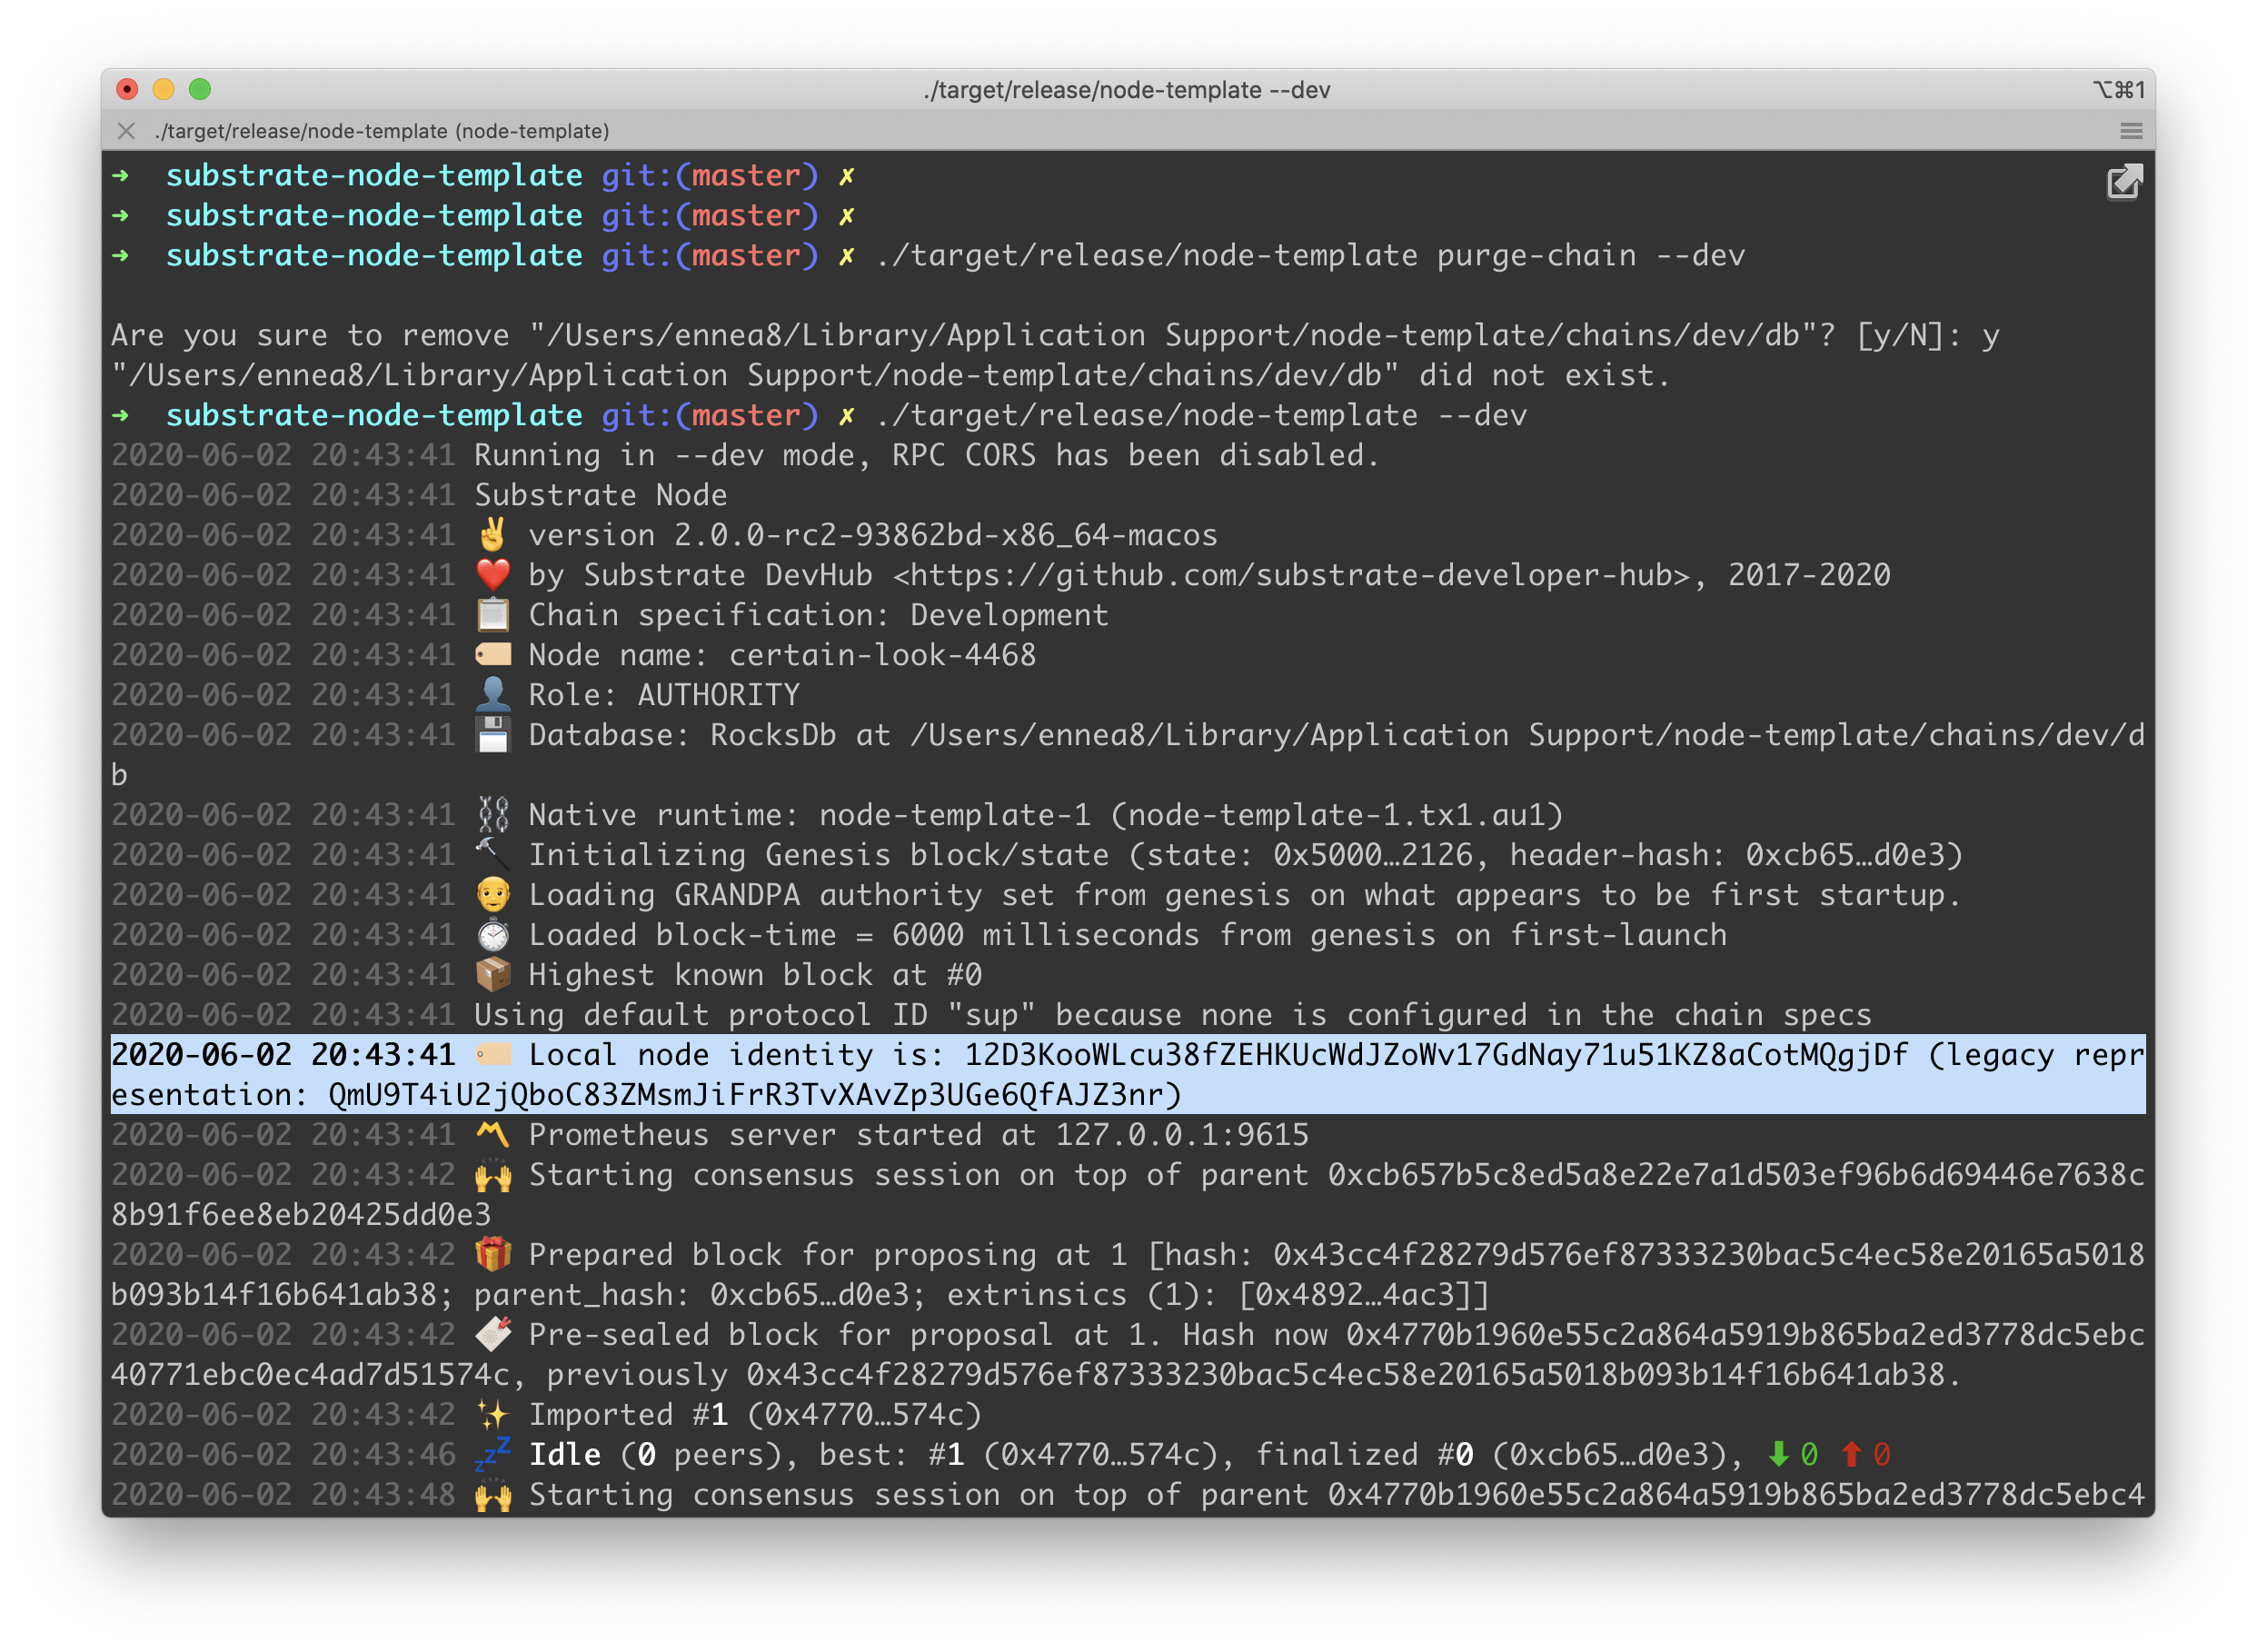 ./target/release/node-template --dev
⌥⌘1
./target/release/node-template (node-template)
➜ substrate-node-template git:(master) ✗
➜ substrate-node-template git:(master) ✗
➜ substrate-node-template git:(master) ✗ ./target/release/node-template purge-chain --dev
Are you sure to remove "/Users/ennea8/Library/Application Support/node-template/chains/dev/db"? [y/N]: y
"/Users/ennea8/Library/Application Support/node-template/chains/dev/db" did not exist.
➜ substrate-node-template git:(master) ✗ ./target/release/node-template --dev
2020-06-02 20:43:41 Running in --dev mode, RPC CORS has been disabled.
2020-06-02 20:43:41 Substrate Node
2020-06-02 20:43:41 ✌️ version 2.0.0-rc2-93862bd-x86_64-macos
2020-06-02 20:43:41 ❤️ by Substrate DevHub <https://github.com/substrate-developer-hub>, 2017-2020
2020-06-02 20:43:41 📋 Chain specification: Development
2020-06-02 20:43:41 🏷 Node name: certain-look-4468
2020-06-02 20:43:41 👤 Role: AUTHORITY
2020-06-02 20:43:41 💾 Database: RocksDb at /Users/ennea8/Library/Application Support/node-template/chains/dev/d
b
2020-06-02 20:43:41 ⛓ Native runtime: node-template-1 (node-template-1.tx1.au1)
2020-06-02 20:43:41 🔨 Initializing Genesis block/state (state: 0x5000…2126, header-hash: 0xcb65…d0e3)
2020-06-02 20:43:41 👴 Loading GRANDPA authority set from genesis on what appears to be first startup.
2020-06-02 20:43:41 ⏱ Loaded block-time = 6000 milliseconds from genesis on first-launch
2020-06-02 20:43:41 📦 Highest known block at #0
2020-06-02 20:43:41 Using default protocol ID "sup" because none is configured in the chain specs
2020-06-02 20:43:41 🏷 Local node identity is: 12D3KooWLcu38fZEHKUcWdJZoWv17GdNay71u51KZ8aCotMQgjDf (legacy repr
esentation: QmU9T4iU2jQboC83ZMsmJiFrR3TvXAvZp3UGe6QfAJZ3nr)
2020-06-02 20:43:41 〽️ Prometheus server started at 127.0.0.1:9615
2020-06-02 20:43:42 🙌 Starting consensus session on top of parent 0xcb657b5c8ed5a8e22e7a1d503ef96b6d69446e7638c
8b91f6ee8eb20425dd0e3
2020-06-02 20:43:42 🎁 Prepared block for proposing at 1 [hash: 0x43cc4f28279d576ef87333230bac5c4ec58e20165a5018
b093b14f16b641ab38; parent_hash: 0xcb65…d0e3; extrinsics (1): [0x4892…4ac3]]
2020-06-02 20:43:42 🔖 Pre-sealed block for proposal at 1. Hash now 0x4770b1960e55c2a864a5919b865ba2ed3778dc5ebc
40771ebc0ec4ad7d51574c, previously 0x43cc4f28279d576ef87333230bac5c4ec58e20165a5018b093b14f16b641ab38.
2020-06-02 20:43:42 ✨ Imported #1 (0x4770…574c)
2020-06-02 20:43:46 💤 Idle (0 peers), best: #1 (0x4770…574c), finalized #0 (0xcb65…d0e3), ⬇ 0 ⬆ 0
2020-06-02 20:43:48 🙌 Starting consensus session on top of parent 0x4770b1960e55c2a864a5919b865ba2ed3778dc5ebc4